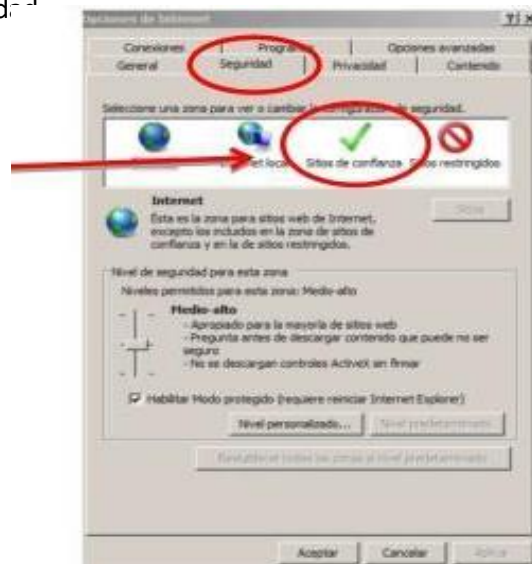 Opciones de Internet
Conexiones Programas Opciones avanzadas
General Seguridad Privacidad Contenido
Seleccione una zona para ver o cambiar la configuración de seguridad.
Sitios de confianza Sitios restringidos
Internet
Esta es la zona para sitios web de Internet,
excepto los incluidos en la zona de sitios de
confianza y en la de sitios restringidos.
Sitios
Nivel de seguridad para esta zona
Niveles permitidos para esta zona: Medio-alto
Medio-alto
- Apropiado para la mayoría de sitios web
- Pregunta antes de descargar contenido que puede no ser
seguro
- No se descargan controles ActiveX sin firmar
Habilitar Modo protegido (requiere reiniciar Internet Explorer)
Nivel personalizado... Nivel predeterminado
Restablecer todas las zonas al nivel predeterminado
Aceptar Cancelar Aplicar